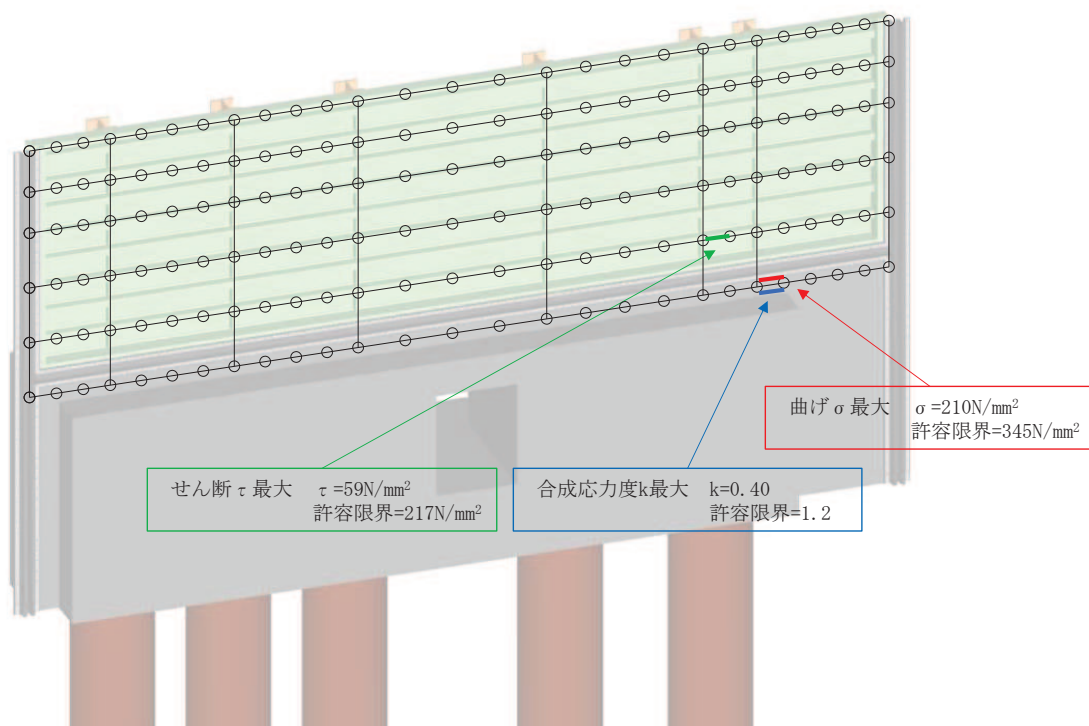 曲げσ最大　σ=210N/mm²
許容限界=345N/mm²
せん断τ最大　τ=59N/mm²
許容限界=217N/mm²
合成応力度k最大　k=0.40
許容限界=1.2